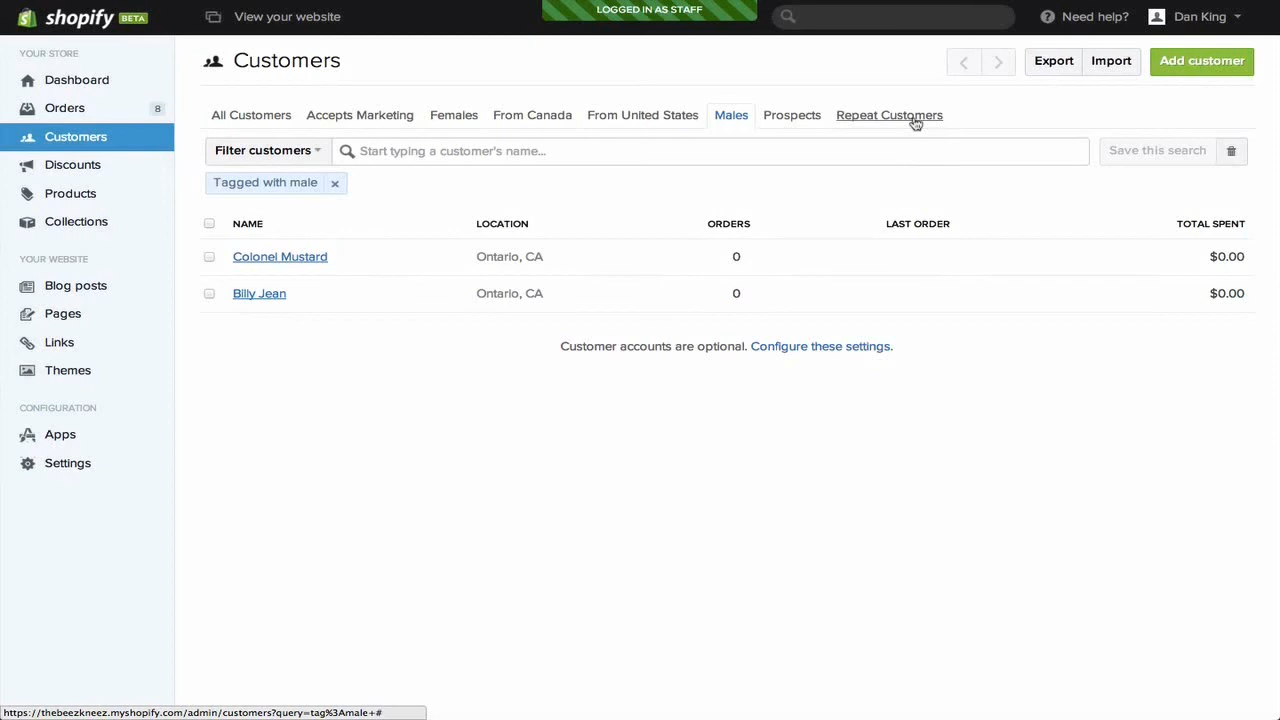 shopify BETA View your website LOGGED IN AS STAFF Need help? Dan King
YOUR STORE
Dashboard
Orders 8
Customers
Discounts
Products
Collections
YOUR WEBSITE
Blog posts
Pages
Links
Themes
CONFIGURATION
Apps
Settings
Customers Export Import Add customer
All Customers Accepts Marketing Females From Canada From United States Males Prospects Repeat Customers
Filter customers Start typing a customer's name... Save this search
Tagged with male x
NAME LOCATION ORDERS LAST ORDER TOTAL SPENT
Colonel Mustard Ontario, CA 0 $0.00
Billy Jean Ontario, CA 0 $0.00
Customer accounts are optional. Configure these settings.
https://thebeezkneez.myshopify.com/admin/customers?query=tag%3Amale+#